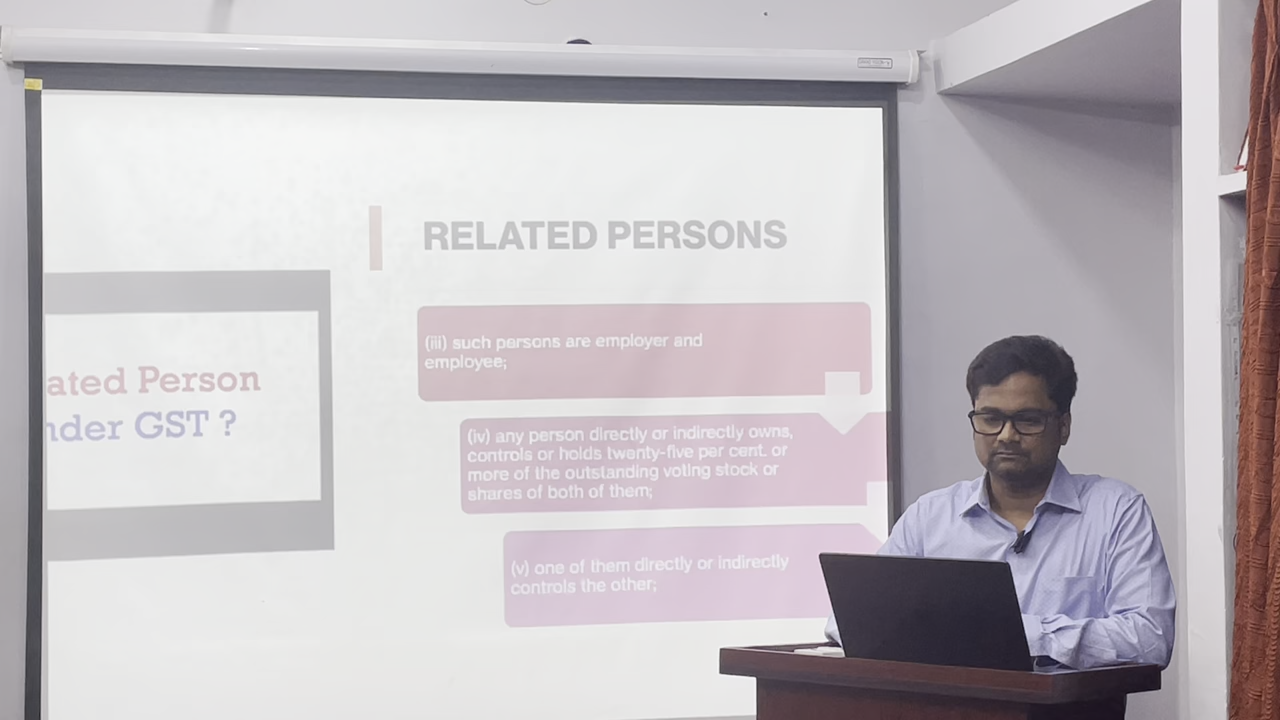 RELATED PERSONS
ated Person
nder GST ?
(iii) such persons are employer and
employee;
(iv) any person directly or indirectly owns,
controls or holds twenty-five per cent. or
more of the outstanding voting stock or
shares of both of them;
(v) one of them directly or indirectly
controls the other;